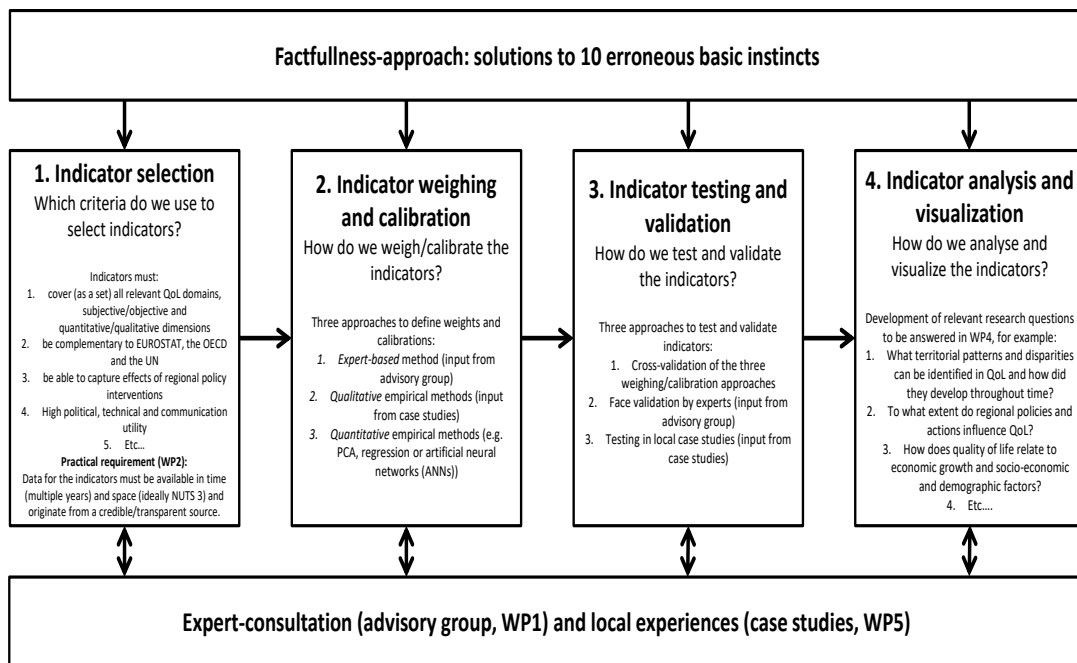 Factfullness-approach: solutions to 10 erroneous basic instincts
1. Indicator selection
Which criteria do we use to
select indicators?
Indicators must:
1. cover (as a set) all relevant QoL domains,
subjective/objective and
quantitative/qualitative dimensions
2. be complementary to EUROSTAT, the OECD
and the UN
3. be able to capture effects of regional policy
interventions
4. High political, technical and communication
utility
5. Etc...
Practical requirement (WP2):
Data for the indicators must be available in time
(multiple years) and space (ideally NUTS 3) and
originate from a credible/transparent source.
2. Indicator weighing
and calibration
How do we weigh/calibrate the
indicators?
Three approaches to define weights and
calibrations:
1. Expert-based method (input from
advisory group)
2. Qualitative empirical methods (input
from case studies)
3. Quantitative empirical methods (e.g.
PCA, regression or artificial neural
networks (ANNs))
3. Indicator testing and
validation
How do we test and validate
the indicators?
Three approaches to test and validate
indicators:
1. Cross-validation of the three
weighing/calibration approaches
2. Face validation by experts (input from
advisory group)
3. Testing in local case studies (input from
case studies)
4. Indicator analysis and
visualization
How do we analyse and
visualize the indicators?
Development of relevant research questions
to be answered in WP4, for example:
1. What territorial patterns and disparities
can be identified in QoL and how did
they develop throughout time?
2. To what extent do regional policies and
actions influence QoL?
3. How does quality of life relate to
economic growth and socio-economic
and demographic factors?
4. Etc....
Expert-consultation (advisory group, WP1) and local experiences (case studies, WP5)